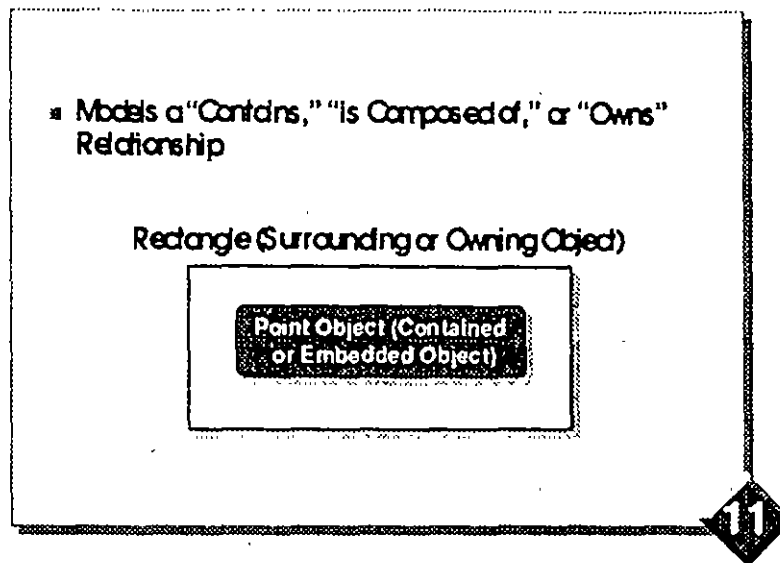 Models a "Contains," "is Composed of," or "Owns"
Relationship
Rectangle (Surrounding or Owning Object)
Point Object (Contained
or Embedded Object)
11